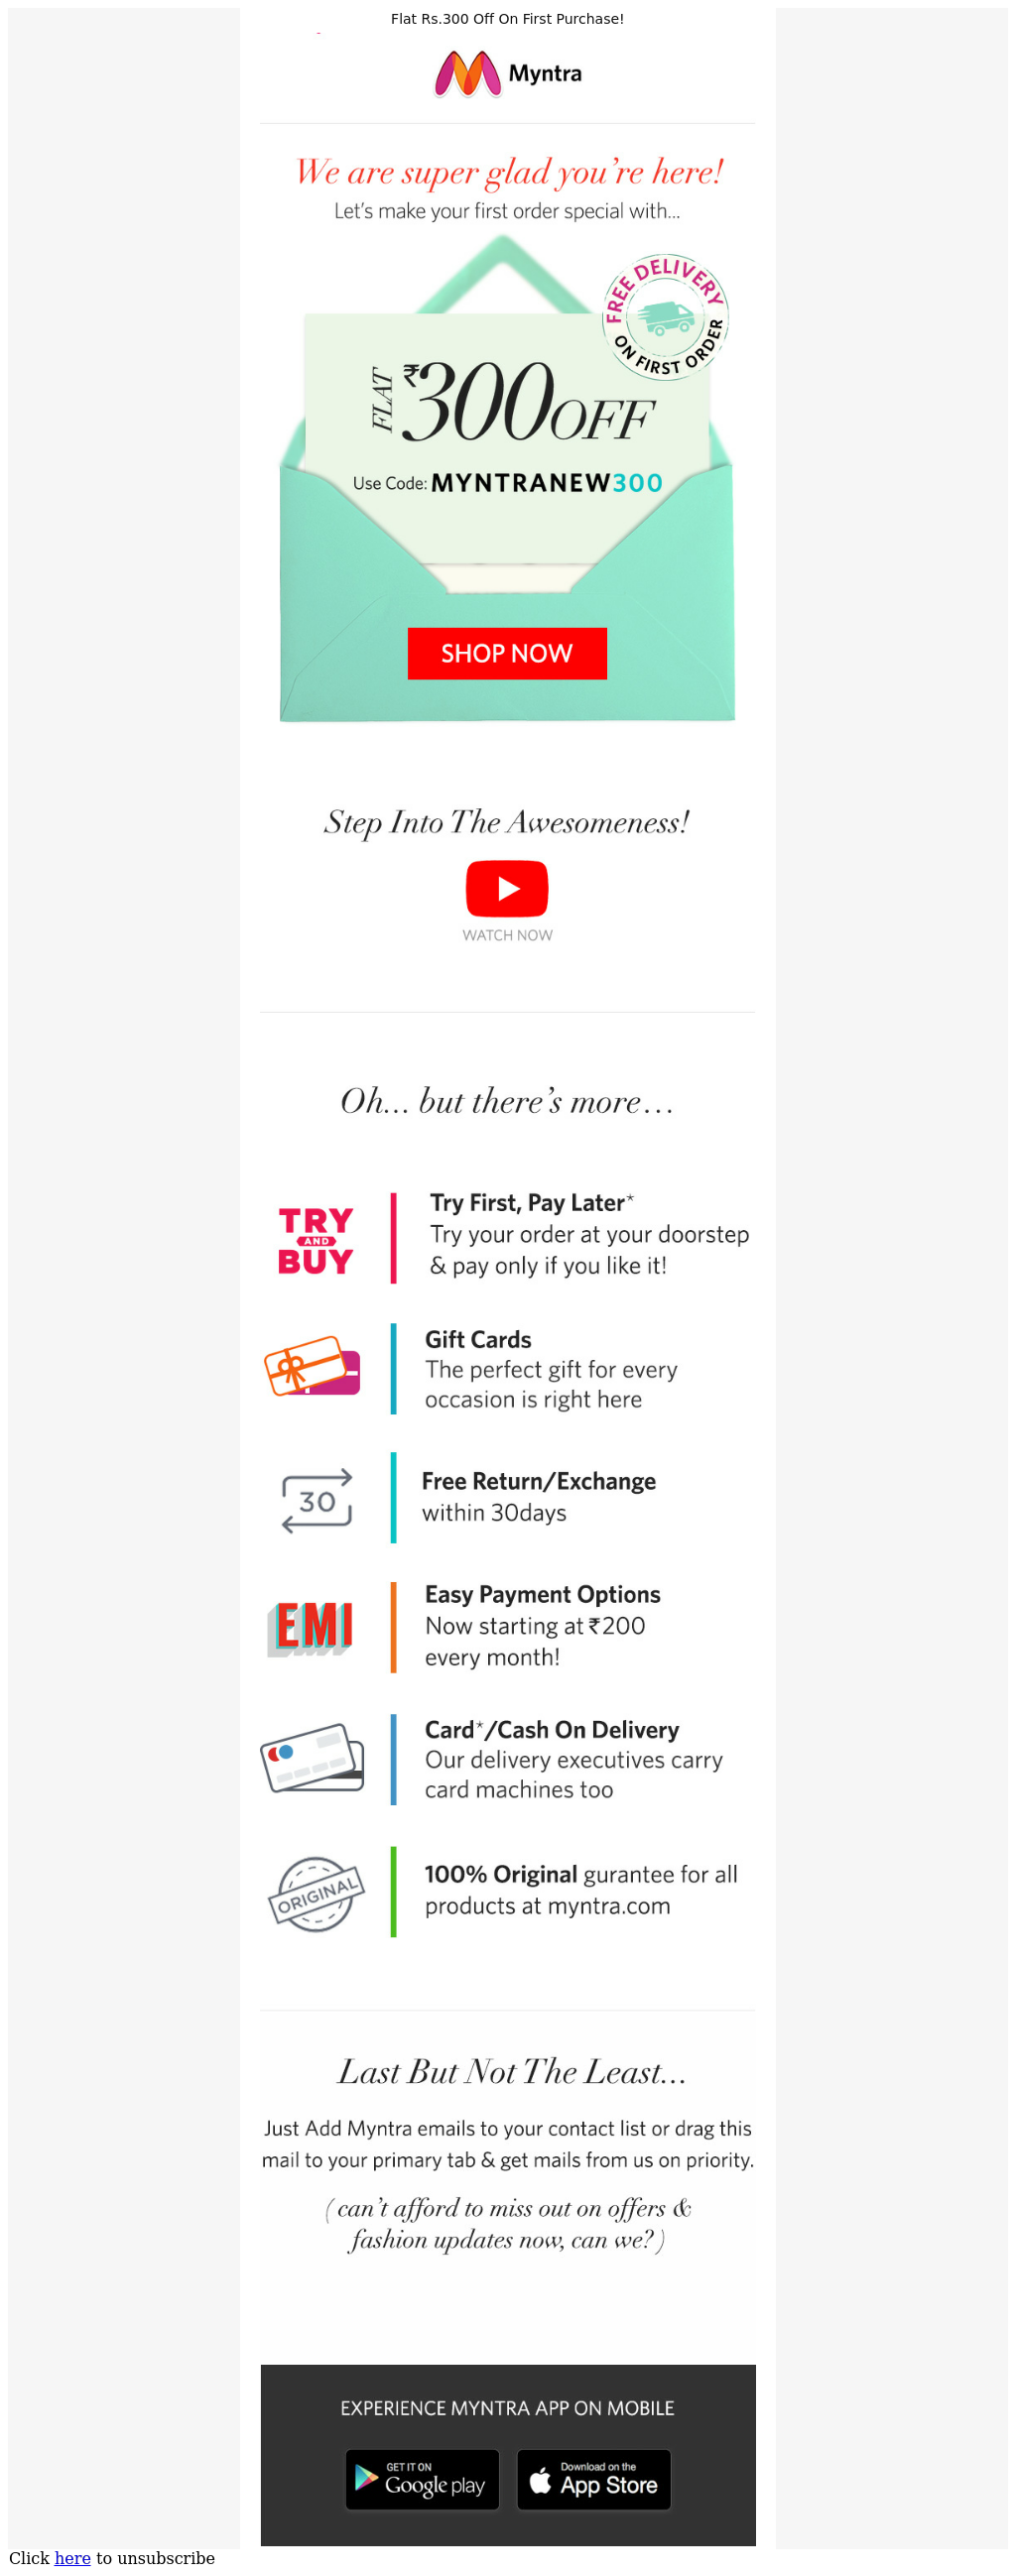 Flat Rs.300 Off On First Purchase!
Myntra
We are super glad you're here!
Let's make your first order special with...
FREE DELIVERY
ON FIRST ORDER
FLAT ₹300 OFF
Use Code: MYNTRANEW300
SHOP NOW
Step Into The Awesomeness!
WATCH NOW
Oh... but there's more...
TRY
AND
BUY
Try First, Pay Later*
Try your order at your doorstep
& pay only if you like it!
Gift Cards
The perfect gift for every
occasion is right here
30
Free Return/Exchange
within 30days
EMI
Easy Payment Options
Now starting at ₹200
every month!
Card*/Cash On Delivery
Our delivery executives carry
card machines too
ORIGINAL
100% Original gurantee for all
products at myntra.com
Last But Not The Least...
Just Add Myntra emails to your contact list or drag this
mail to your primary tab & get mails from us on priority.
( can't afford to miss out on offers &
fashion updates now, can we? )
EXPERIENCE MYNTRA APP ON MOBILE
GET IT ON
Google play
Download on the
App Store
Click here to unsubscribe